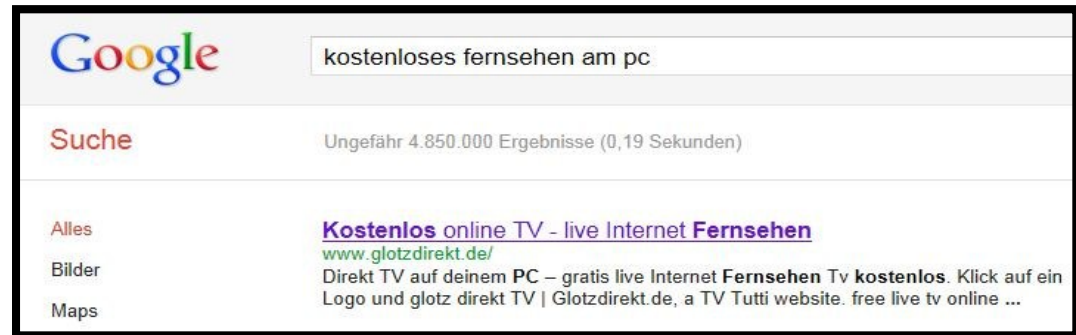 Google
kostenloses fernsehen am pc
Suche
Ungefähr 4.850.000 Ergebnisse (0,19 Sekunden)
Alles
Bilder
Maps
Kostenlos online TV - live Internet Fernsehen
www.glotzdirekt.de/
Direkt TV auf deinem PC – gratis live Internet Fernsehen Tv kostenlos. Klick auf ein
Logo und glotz direkt TV | Glotzdirekt.de, a TV Tutti website. free live tv online ...